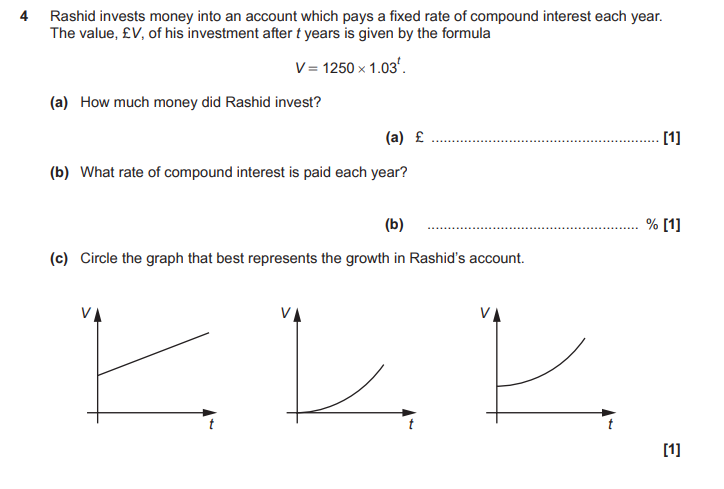 4 Rashid invests money into an account which pays a fixed rate of compound interest each year.
The value, £V, of his investment after t years is given by the formula
V = 1250 × 1.03ᵗ.
(a) How much money did Rashid invest?
(a) £ .......................................................... [1]
(b) What rate of compound interest is paid each year?
(b) ...................................................... % [1]
(c) Circle the graph that best represents the growth in Rashid's account.
V V V
t t t
[1]